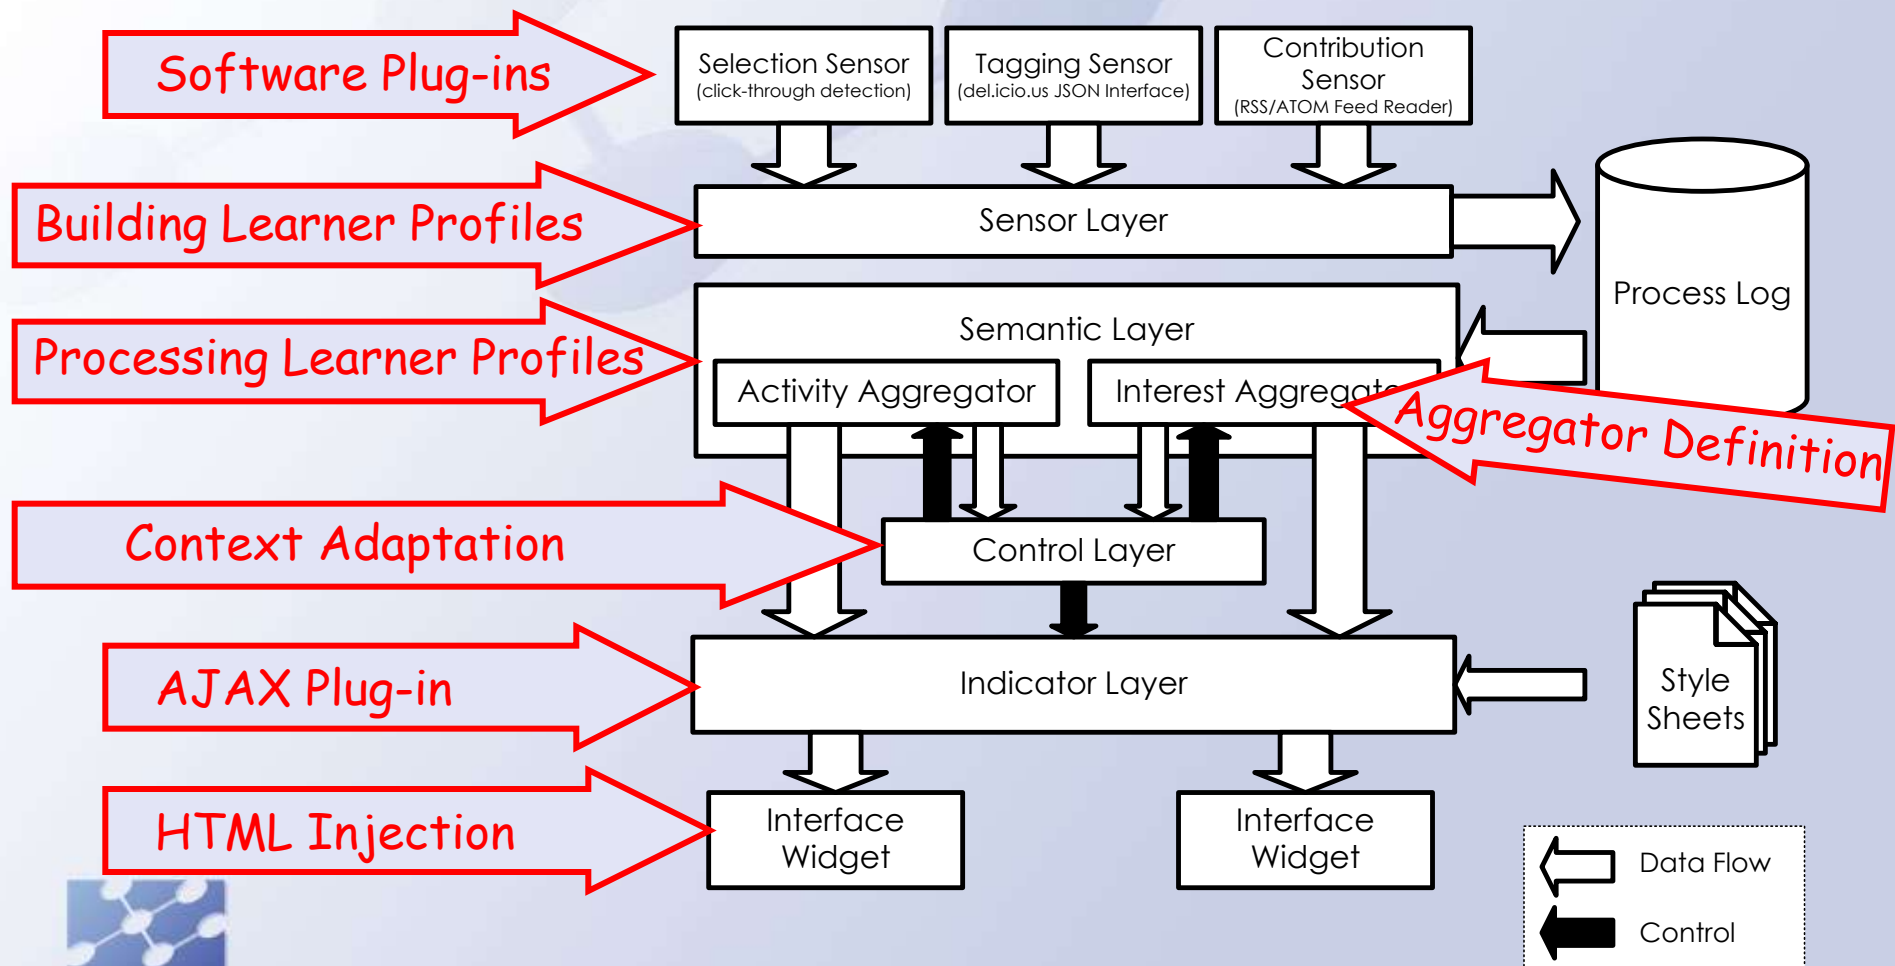 Software Plug-ins
Selection Sensor
(click-through detection)
Tagging Sensor
(del.icio.us JSON Interface)
Contribution
Sensor
(RSS/ATOM Feed Reader)
Building Learner Profiles
Sensor Layer
Process Log
Processing Learner Profiles
Semantic Layer
Activity Aggregator
Interest Aggregato
Aggregator Definition
Context Adaptation
Control Layer
AJAX Plug-in
Indicator Layer
Style
Sheets
HTML Injection
Interface
Widget
Interface
Widget
Data Flow
Control